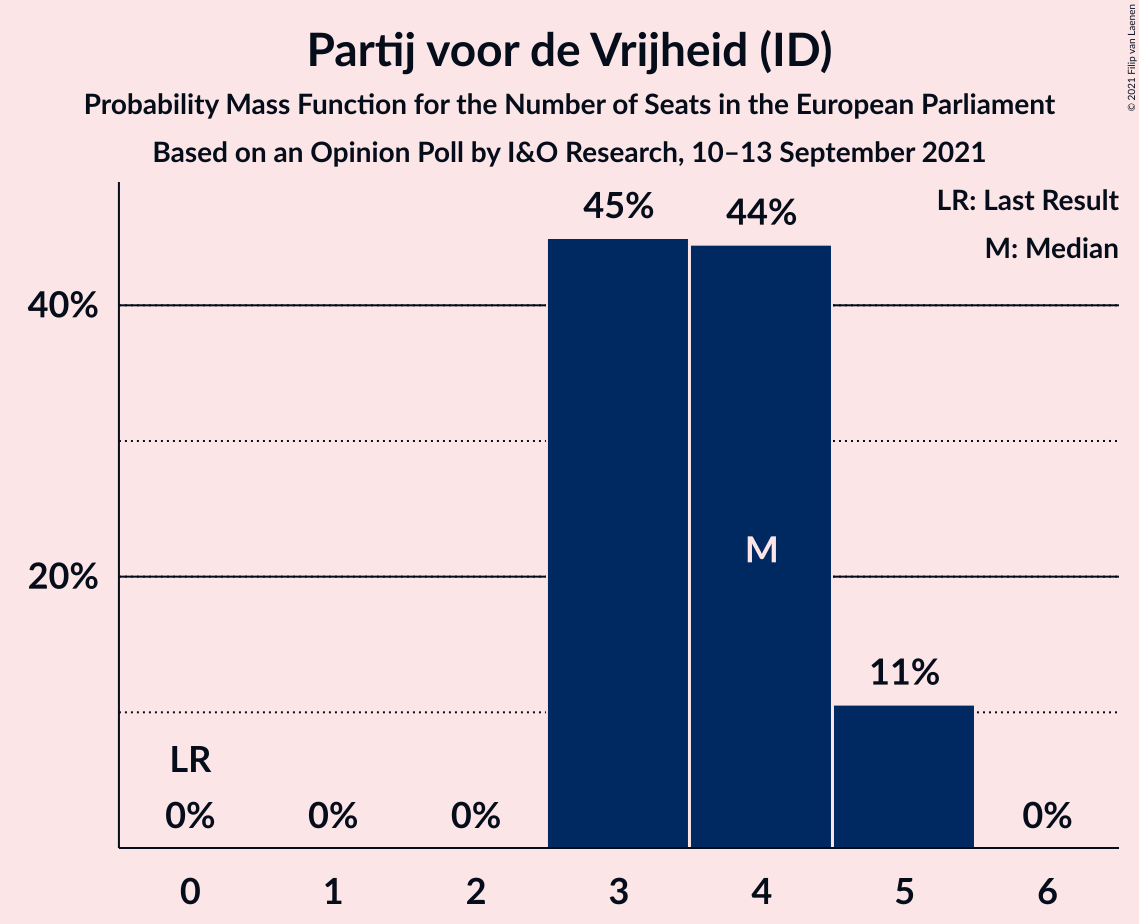 Partij voor de Vrijheid (ID)
Probability Mass Function for the Number of Seats in the European Parliament
Based on an Opinion Poll by I&O Research, 10–13 September 2021
© 2021 Filip van Laenen
LR: Last Result
M: Median
45%
44%
40%
M
20%
11%
LR
0%
0%
0%
0%
0
1
2
3
4
5
6